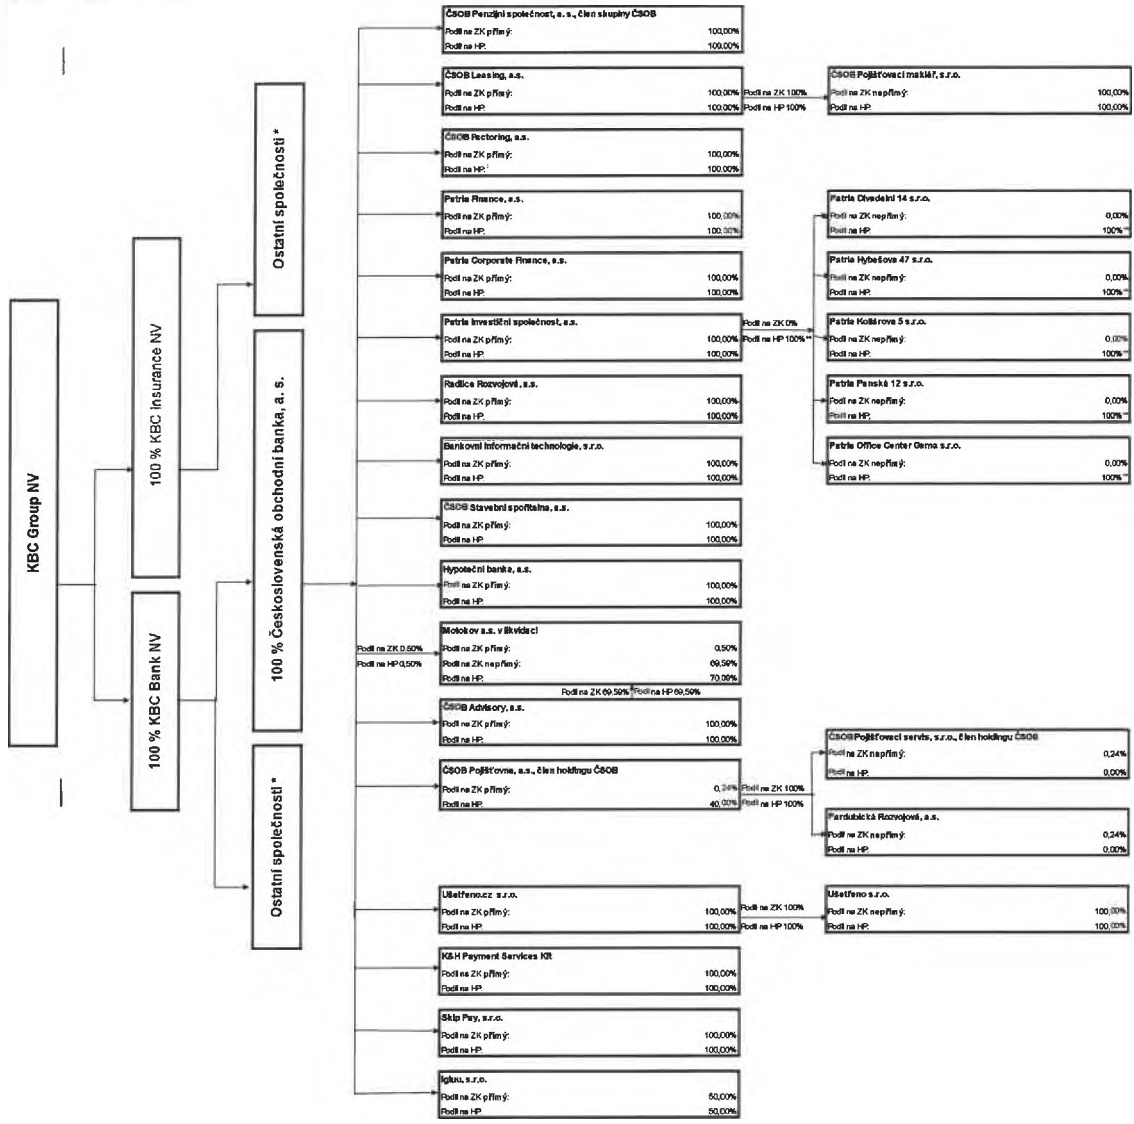 KBC Group NV
100 % KBC Insurance NV
100 % KBC Bank NV
Ostatní společnosti *
100 % Československá obchodní banka, a. s.
Ostatní společnosti *
ČSOB Penzijní společnost, a. s., člen skupiny ČSOB
Podíl na ZK přímý: 100,00%
Podíl na HP: 100,00%
ČSOB Leasing, a.s.
Podíl na ZK přímý: 100,00%
Podíl na HP: 100,00%
Podíl na ZK 100%
Podíl na HP 100%
ČSOB Pojišťovací makléř, s.r.o.
Podíl na ZK nepřímý: 100,00%
Podíl na HP: 100,00%
ČSOB Factoring, a.s.
Podíl na ZK přímý: 100,00%
Podíl na HP: 100,00%
Patria Finance, a.s.
Podíl na ZK přímý: 100,00%
Podíl na HP: 100,00%
Patria Corporate Finance, a.s.
Podíl na ZK přímý: 100,00%
Podíl na HP: 100,00%
Patria investiční společnost, a.s.
Podíl na ZK přímý: 100,00%
Podíl na HP: 100,00%
Podíl na ZK 0%
Podíl na HP 100%**
Patria Divadelní 14 s.r.o.
Podíl na ZK nepřímý: 0,00%
Podíl na HP: 100%**
Patria Hybešova 47 s.r.o.
Podíl na ZK nepřímý: 0,00%
Podíl na HP: 100%**
Patria Kollárova 5 s.r.o.
Podíl na ZK nepřímý: 0,00%
Podíl na HP: 100%**
Patria Panská 12 s.r.o.
Podíl na ZK nepřímý: 0,00%
Podíl na HP: 100%**
Patria Office Center Gama s.r.o.
Podíl na ZK nepřímý: 0,00%
Podíl na HP: 100%**
Radlice Rozvojová, a.s.
Podíl na ZK přímý: 100,00%
Podíl na HP: 100,00%
Bankovní informační technologie, s.r.o.
Podíl na ZK přímý: 100,00%
Podíl na HP: 100,00%
ČSOB Stavební spořitelna, a.s.
Podíl na ZK přímý: 100,00%
Podíl na HP: 100,00%
Hypoteční banka, a.s.
Podíl na ZK přímý: 100,00%
Podíl na HP: 100,00%
Podíl na ZK 0,50%
Podíl na HP 0,50%
Motokov a.s. v likvidaci
Podíl na ZK přímý: 0,50%
Podíl na ZK nepřímý: 69,59%
Podíl na HP: 70,09%
Podíl na ZK 69,59% Podíl na HP 69,59%
ČSOB Advisory, a.s.
Podíl na ZK přímý: 100,00%
Podíl na HP: 100,00%
ČSOB Pojišťovna, a.s., člen holdingu ČSOB
Podíl na ZK přímý: 0,24%
Podíl na HP: 40,00%
Podíl na ZK 100%
Podíl na HP 100%
ČSOB Pojišťovací servis, s.r.o., člen holdingu ČSOB
Podíl na ZK nepřímý: 0,24%
Podíl na HP: 0,00%
Pardubická Rozvojová, a.s.
Podíl na ZK nepřímý: 0,24%
Podíl na HP: 0,00%
Ušetřeno.cz s.r.o.
Podíl na ZK přímý: 100,00%
Podíl na HP: 100,00%
Podíl na ZK 100%
Podíl na HP 100%
Ušetřeno s.r.o.
Podíl na ZK nepřímý: 100,00%
Podíl na HP: 100,00%
K&H Payment Services Kft
Podíl na ZK přímý: 100,00%
Podíl na HP: 100,00%
Skip Pay, s.r.o.
Podíl na ZK přímý: 100,00%
Podíl na HP: 100,00%
Igluu, s.r.o.
Podíl na ZK přímý: 50,00%
Podíl na HP: 50,00%